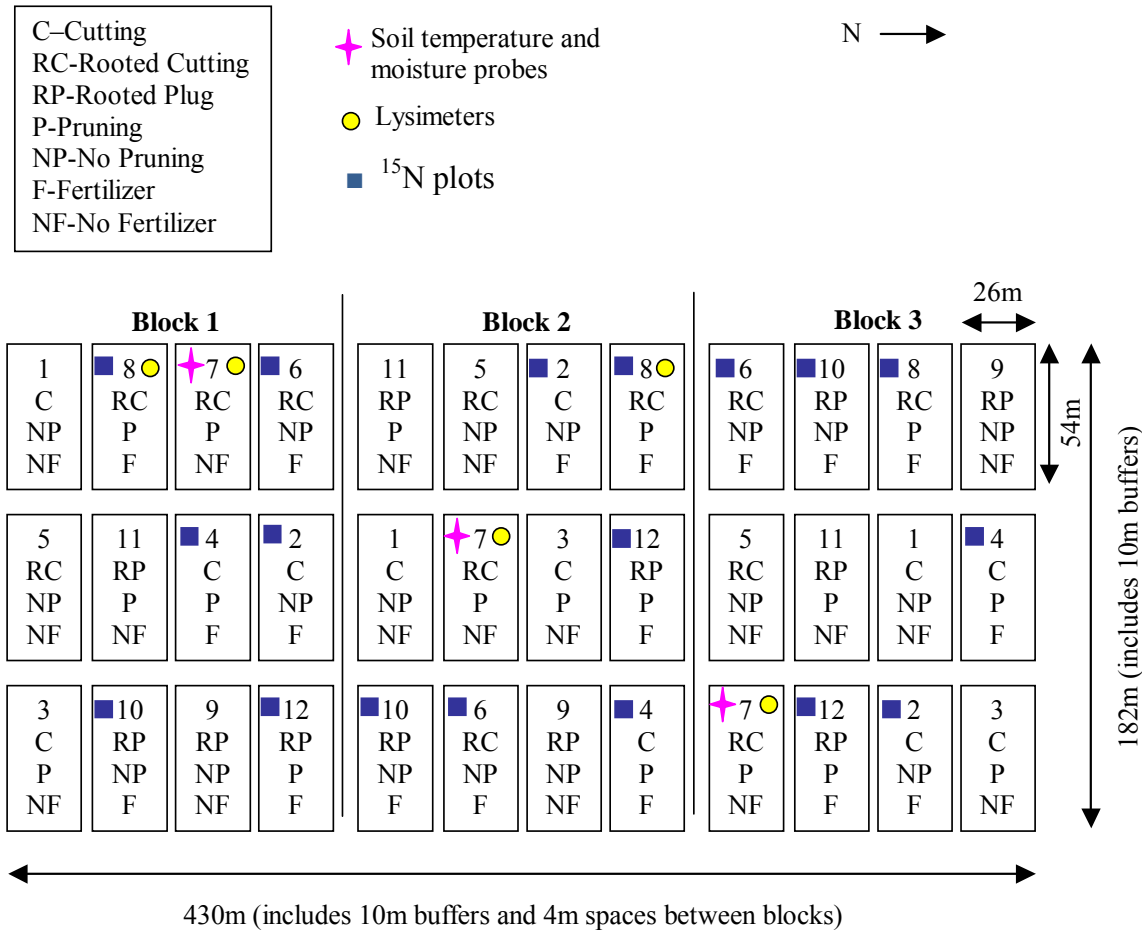 C–Cutting
RC-Rooted Cutting
RP-Rooted Plug
P-Pruning
NP-No Pruning
F-Fertilizer
NF-No Fertilizer
Soil temperature and
moisture probes
Lysimeters
15N plots
N
Block 1
Block 2
Block 3
26m
1
C
NP
NF
8
RC
P
F
7
RC
P
NF
6
RC
NP
F
11
RP
P
NF
5
RC
NP
NF
2
C
NP
F
8
RC
P
F
6
RC
NP
F
10
RP
NP
F
8
RC
P
F
9
RP
NP
NF
54m
5
RC
NP
NF
11
RP
P
NF
4
C
P
F
2
C
NP
F
1
C
NP
NF
7
RC
P
NF
3
C
P
NF
12
RP
P
F
5
RC
NP
NF
11
RP
P
NF
1
C
NP
NF
4
C
P
F
3
C
P
NF
10
RP
NP
F
9
RP
NP
NF
12
RP
P
F
10
RP
NP
F
6
RC
NP
F
9
RP
NP
NF
4
C
P
F
7
RC
P
NF
12
RP
P
F
2
C
NP
F
3
C
P
NF
182m (includes 10m buffers)
430m (includes 10m buffers and 4m spaces between blocks)